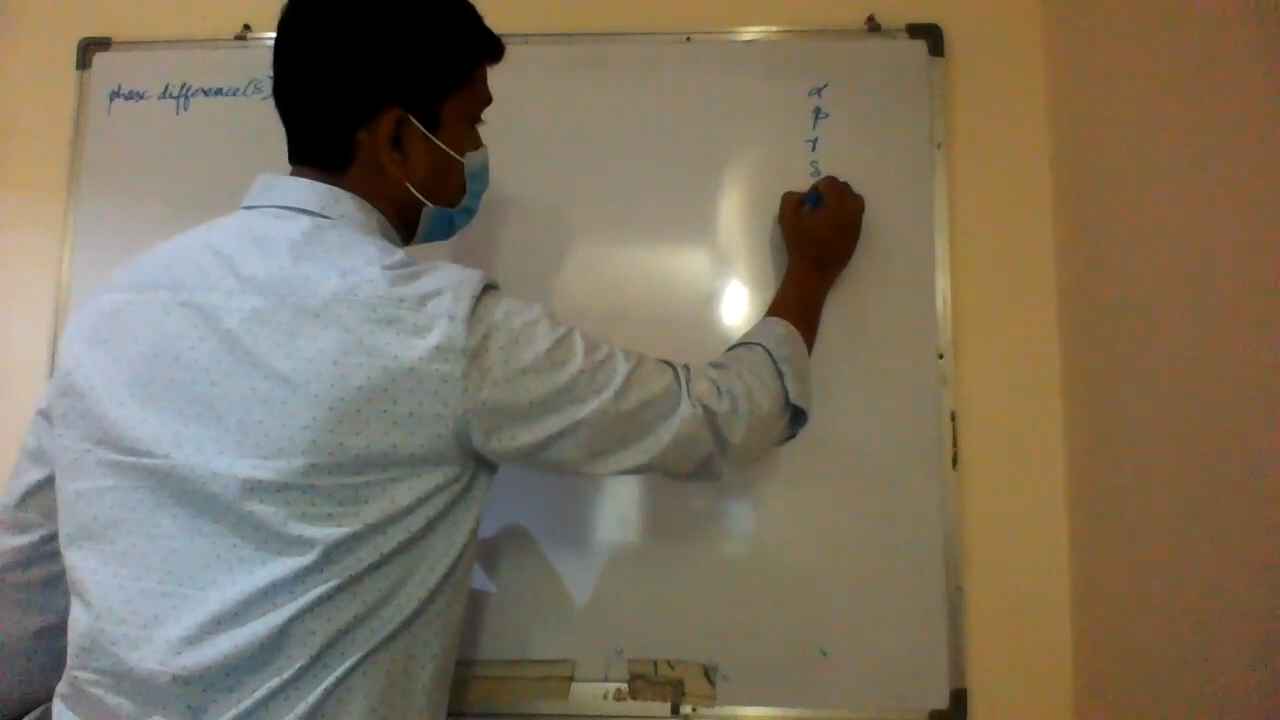 phase difference(δ)
α
β
γ
δ